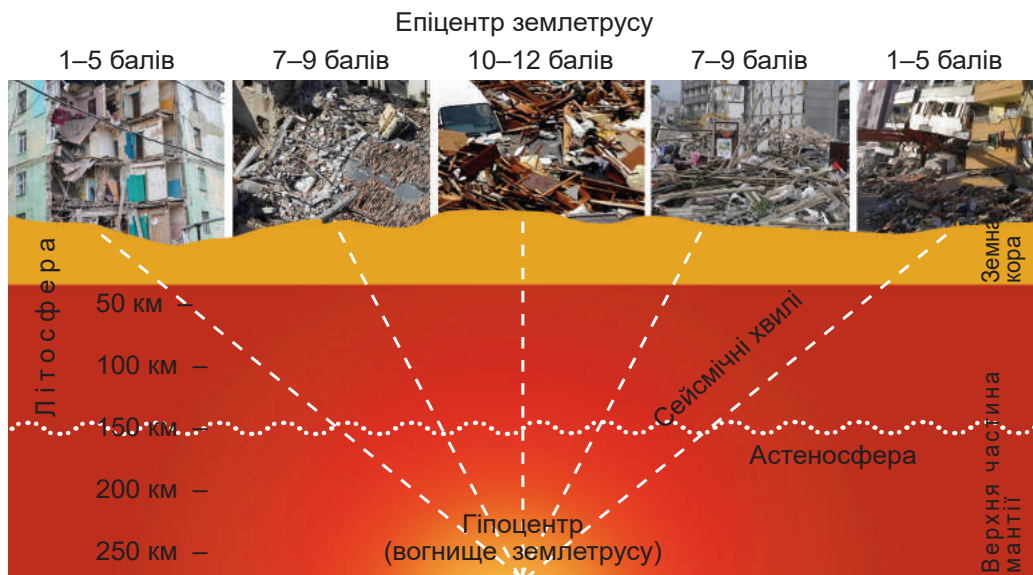 Епіцентр землетрусу
1–5 балів 7–9 балів 10–12 балів 7–9 балів 1–5 балів
Літосфера
Земна
кора
50 км –
100 км –
150 км –
200 км –
250 км –
Сейсмічні хвилі
Астеносфера
Верхня частина
мантії
Гіпоцентр
(вогнище землетрусу)